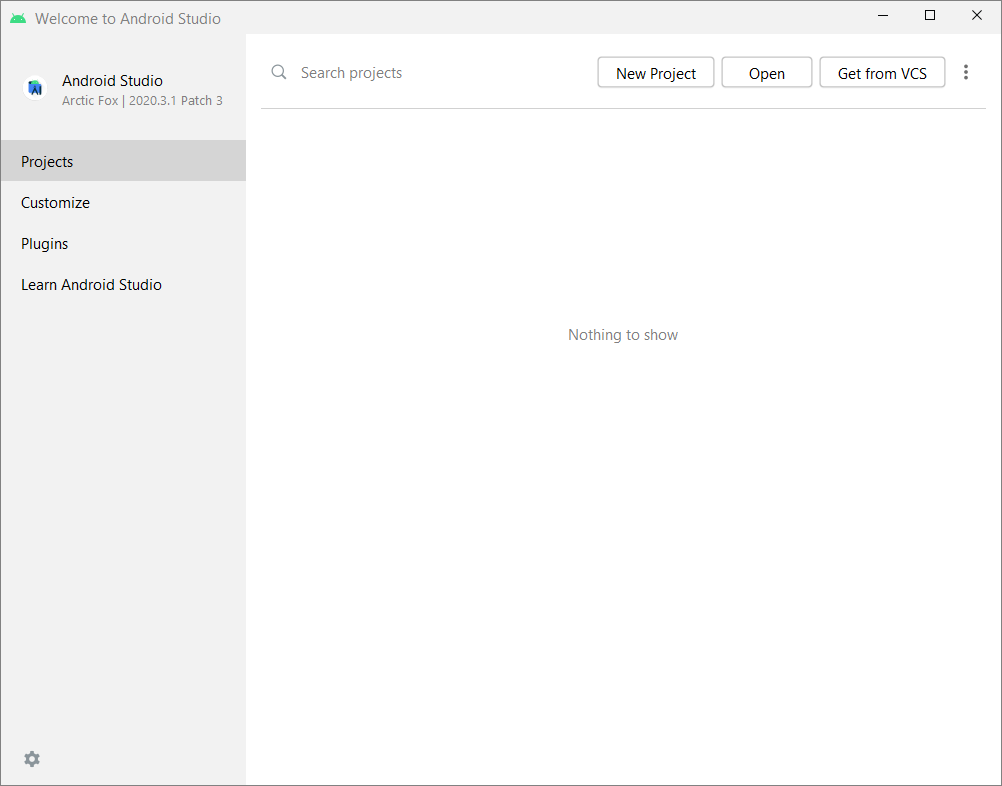 Welcome to Android Studio
Android Studio
Arctic Fox | 2020.3.1 Patch 3
Search projects
New Project
Open
Get from VCS
Projects
Customize
Plugins
Learn Android Studio
Nothing to show